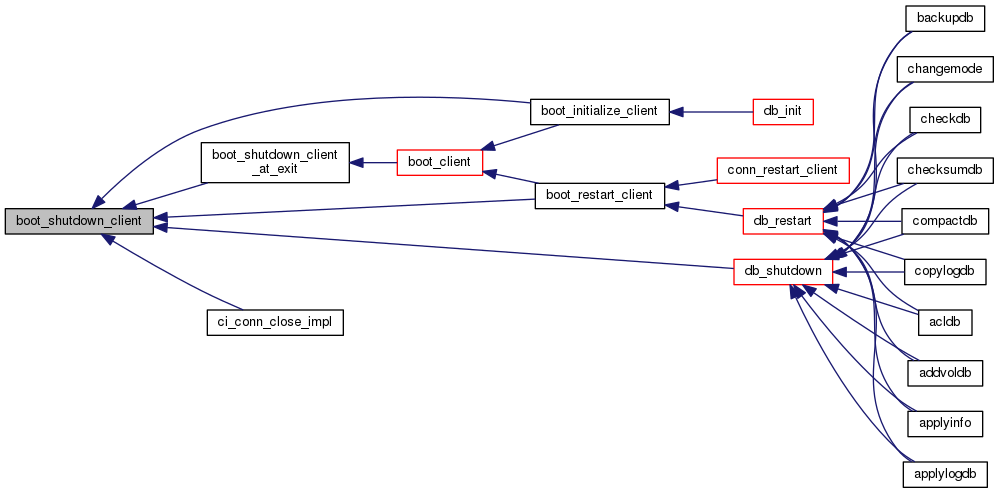 backupdb
changemode
boot_initialize_client
db_init
checkdb
boot_shutdown_client
_at_exit
boot_client
conn_restart_client
checksumdb
boot_restart_client
boot_shutdown_client
db_restart
compactdb
db_shutdown
copylogdb
ci_conn_close_impl
acldb
addvoldb
applyinfo
applylogdb